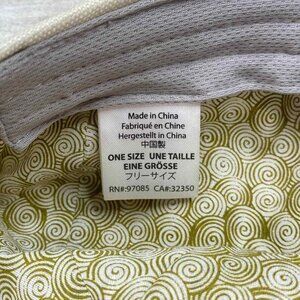 Made in China
Fabriqué en Chine
Hergestellt in China
中国製
ONE SIZE UNE TAILLE
EINE GRÖSSE
フリーサイズ
RN#:97085 CA#:32350